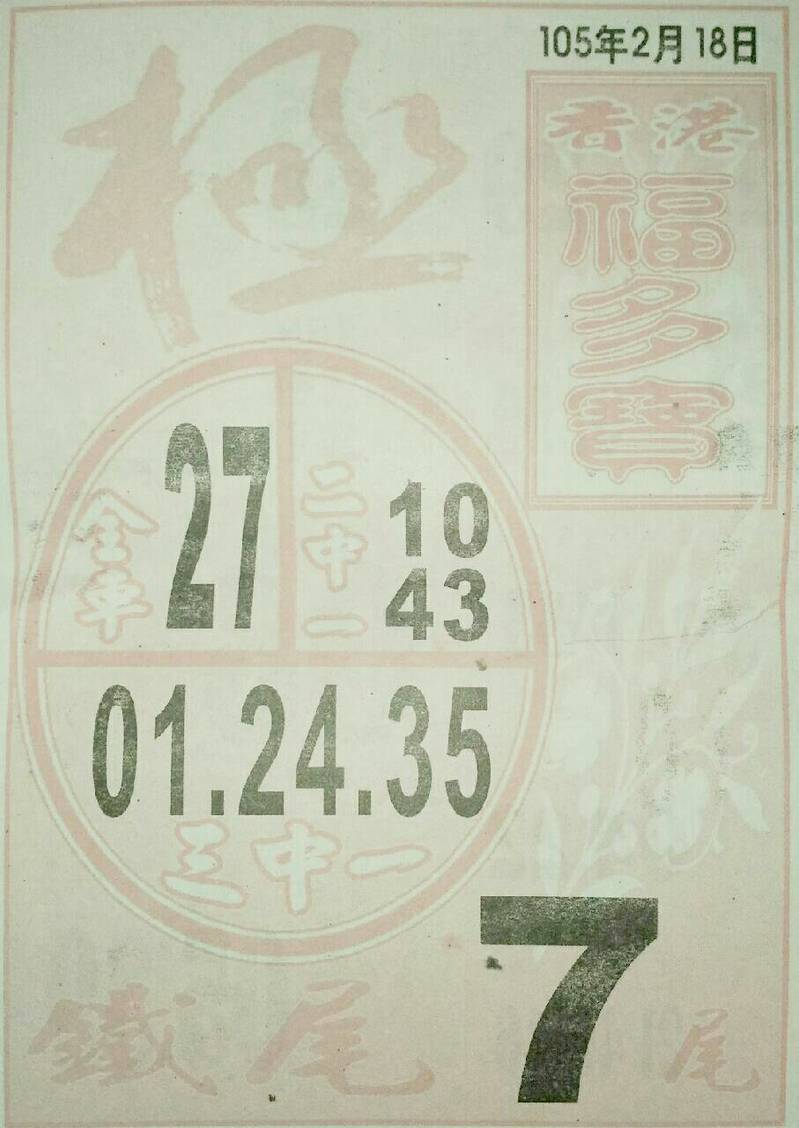 105年2月18日
極
香港
福多寶
全車
27
二中一
10
43
01.24.35
三中一
鐵尾
7
尾